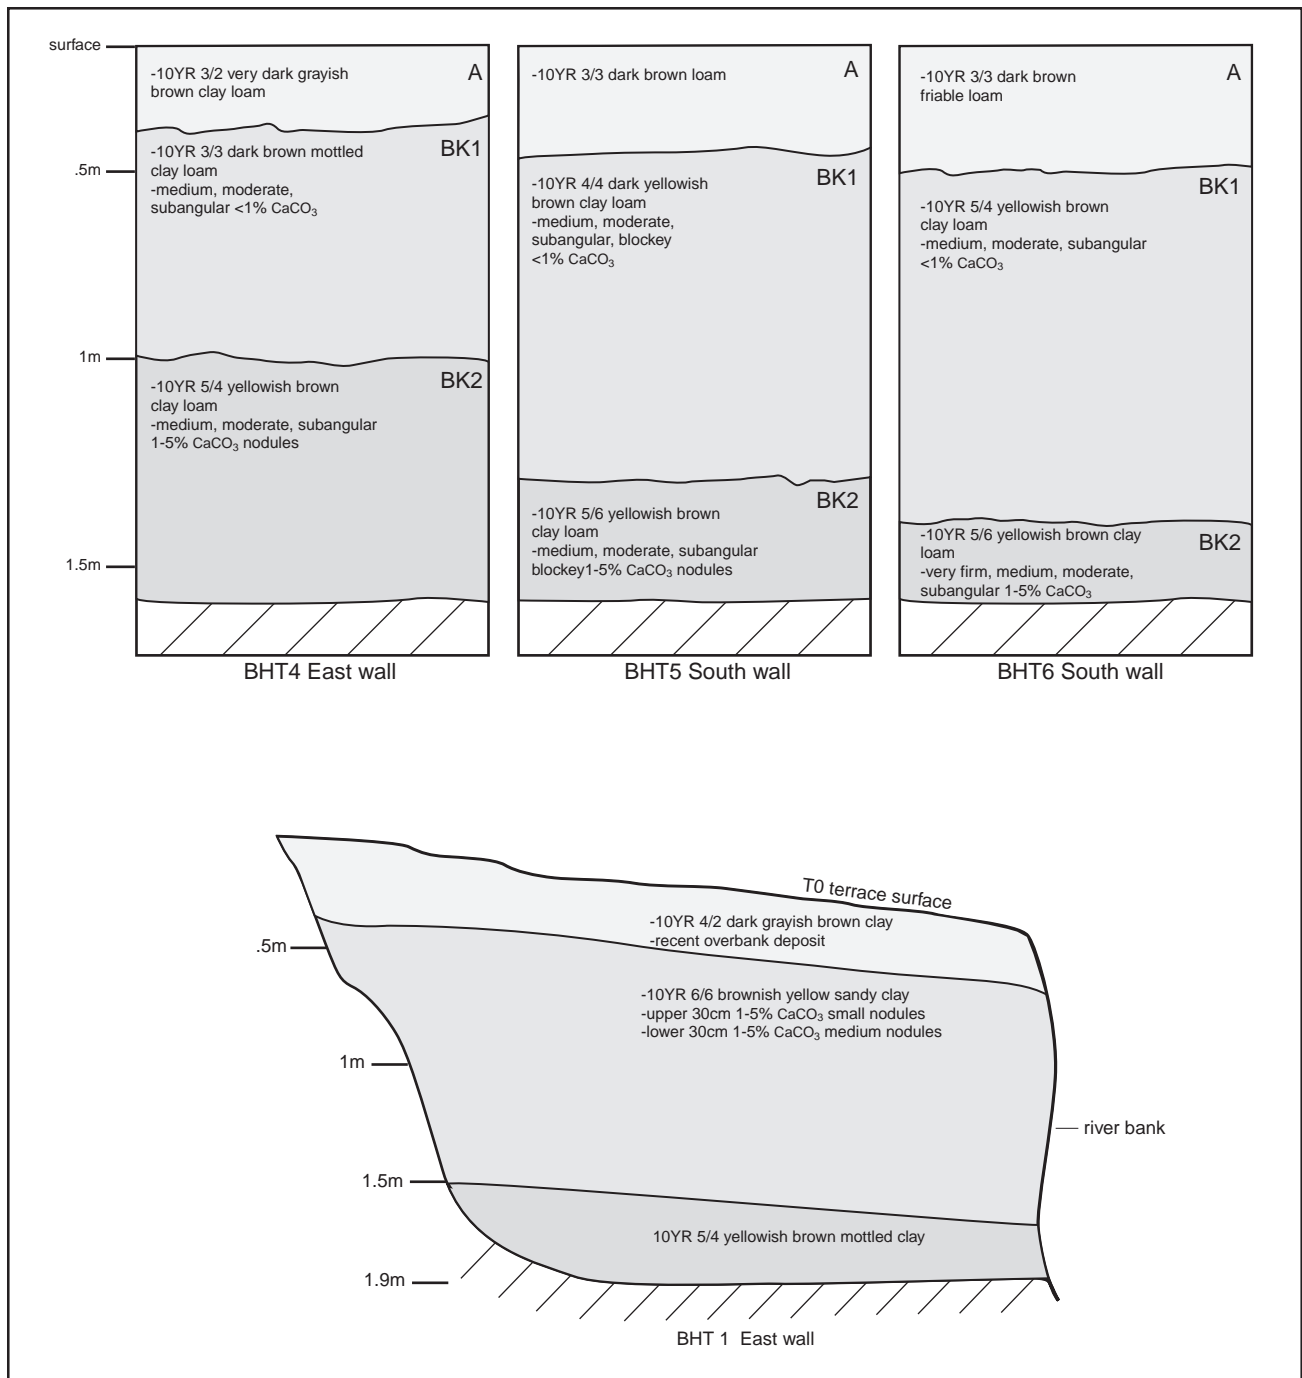 surface
.5m
1m
1.5m
-10YR 3/2 very dark grayish
brown clay loam
A
-10YR 3/3 dark brown mottled
clay loam
-medium, moderate,
subangular <1% CaCO₃
BK1
-10YR 5/4 yellowish brown
clay loam
-medium, moderate, subangular
1-5% CaCO₃ nodules
BK2
BHT4 East wall
-10YR 3/3 dark brown loam
A
-10YR 4/4 dark yellowish
brown clay loam
-medium, moderate,
subangular, blockey
<1% CaCO₃
BK1
-10YR 5/6 yellowish brown
clay loam
-medium, moderate, subangular
blockey1-5% CaCO₃ nodules
BK2
BHT5 South wall
-10YR 3/3 dark brown
friable loam
A
-10YR 5/4 yellowish brown
clay loam
-medium, moderate, subangular
<1% CaCO₃
BK1
-10YR 5/6 yellowish brown clay
loam
-very firm, medium, moderate,
subangular 1-5% CaCO₃
BK2
BHT6 South wall
T0 terrace surface
-10YR 4/2 dark grayish brown clay
-recent overbank deposit
.5m
-10YR 6/6 brownish yellow sandy clay
-upper 30cm 1-5% CaCO₃ small nodules
-lower 30cm 1-5% CaCO₃ medium nodules
1m
river bank
1.5m
10YR 5/4 yellowish brown mottled clay
1.9m
BHT 1 East wall